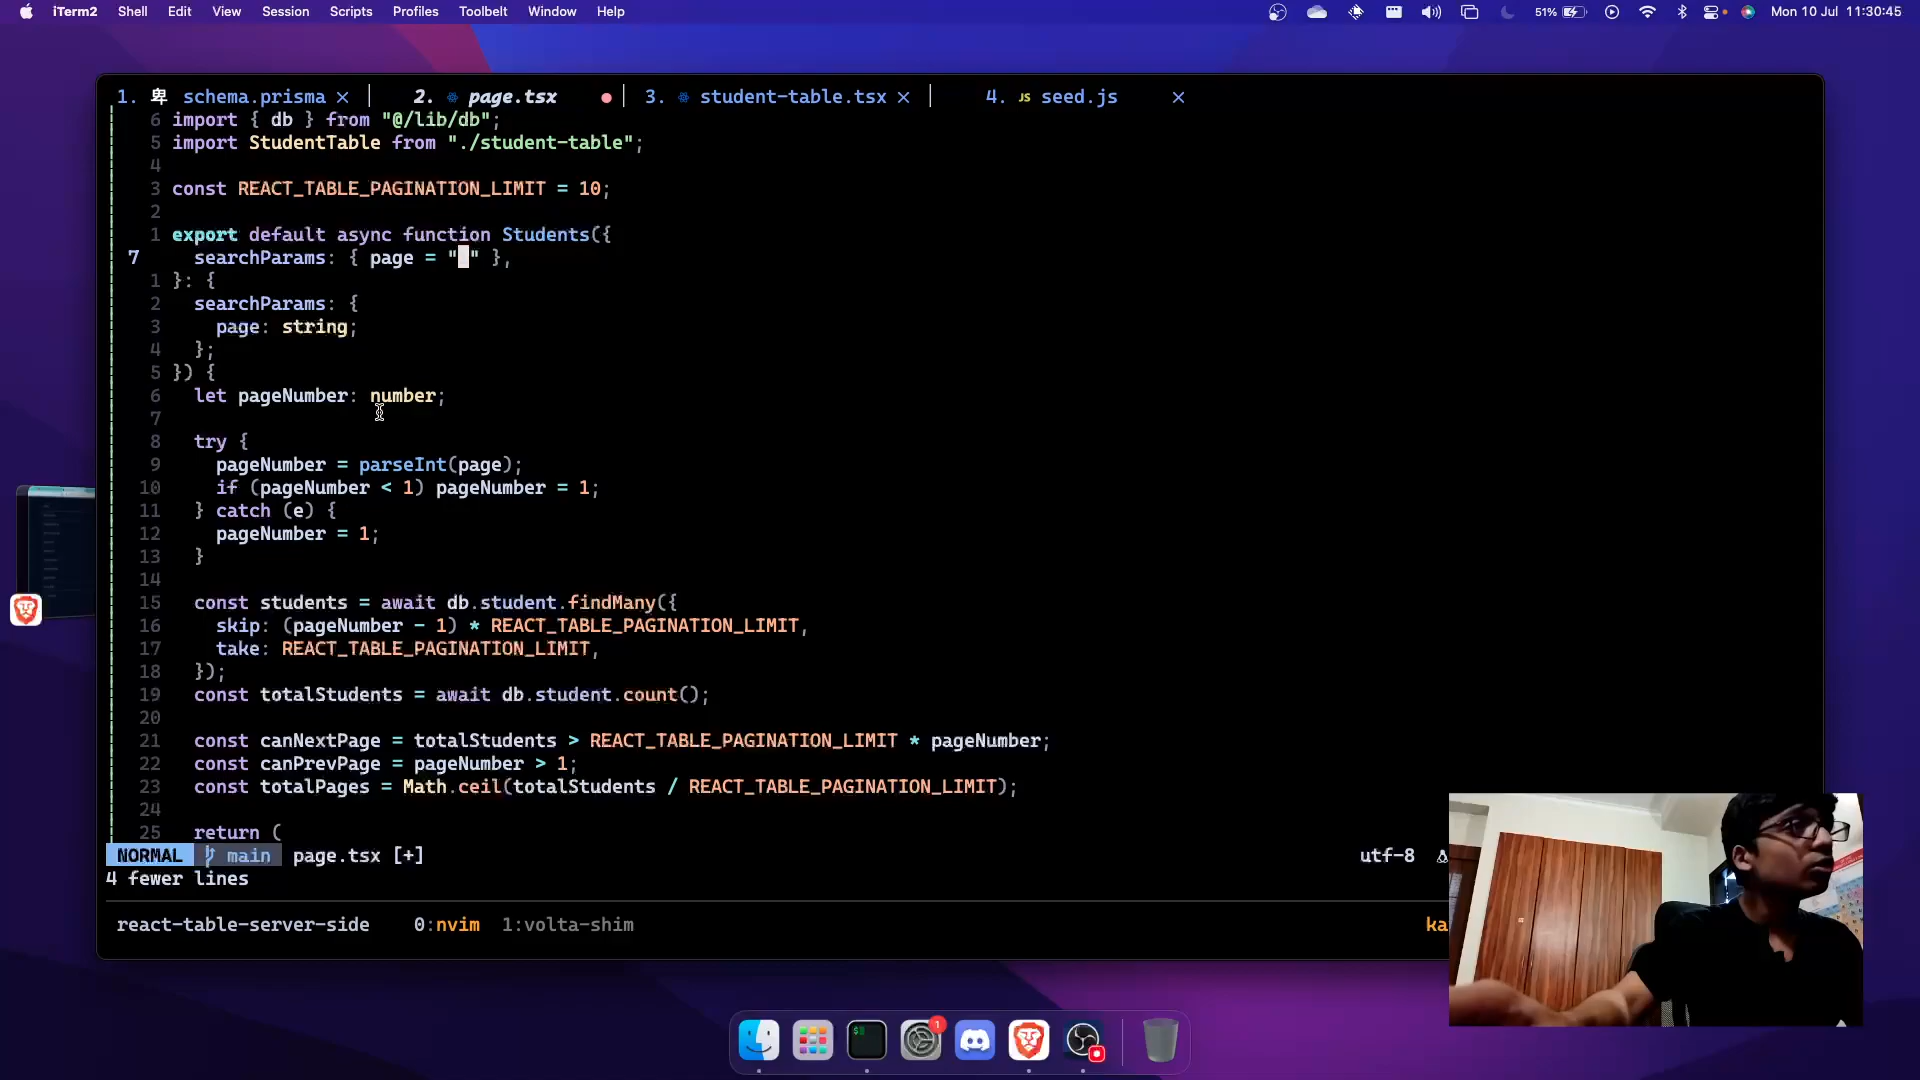 iTerm2 Shell Edit View Session Scripts Profiles Toolbelt Window Help 51% Mon 10 Jul 11:30:45
1. 卑 schema.prisma × 2. page.tsx ● 3. student-table.tsx × 4. JS seed.js ×
6 import { db } from "@/lib/db";
5 import StudentTable from "./student-table";
4
3 const REACT_TABLE_PAGINATION_LIMIT = 10;
2
1 export default async function Students({
7 searchParams: { page = " " },
1 }: {
2 searchParams: {
3 page: string;
4 };
5 }) {
6 let pageNumber: number;
7
8 try {
9 pageNumber = parseInt(page);
10 if (pageNumber < 1) pageNumber = 1;
11 } catch (e) {
12 pageNumber = 1;
13 }
14
15 const students = await db.student.findMany({
16 skip: (pageNumber - 1) * REACT_TABLE_PAGINATION_LIMIT,
17 take: REACT_TABLE_PAGINATION_LIMIT,
18 });
19 const totalStudents = await db.student.count();
20
21 const canNextPage = totalStudents > REACT_TABLE_PAGINATION_LIMIT * pageNumber;
22 const canPrevPage = pageNumber > 1;
23 const totalPages = Math.ceil(totalStudents / REACT_TABLE_PAGINATION_LIMIT);
24
25 return (
NORMAL main page.tsx [+] utf-8
4 fewer lines
react-table-server-side 0:nvim 1:volta-shim ka
1